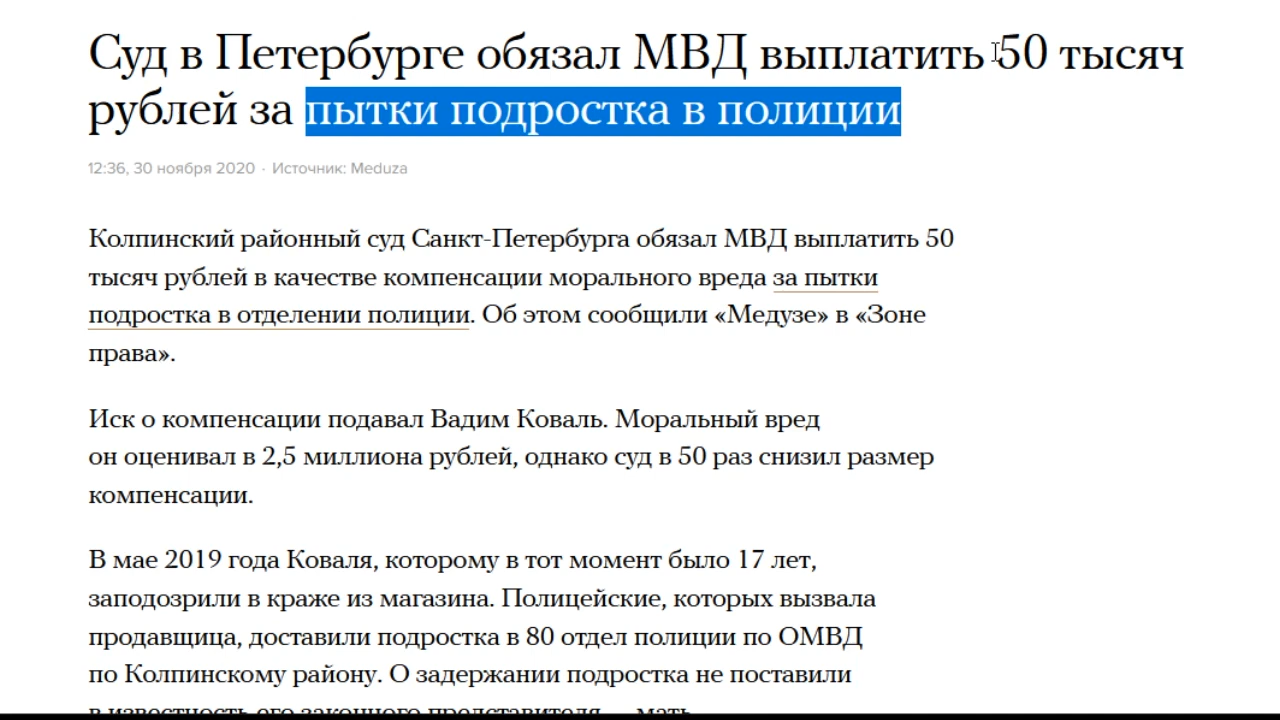 Суд в Петербурге обязал МВД выплатить 50 тысяч
рублей за пытки подростка в полиции
12:36, 30 ноября 2020 · Источник: Meduza
Колпинский районный суд Санкт-Петербурга обязал МВД выплатить 50
тысяч рублей в качестве компенсации морального вреда за пытки
подростка в отделении полиции. Об этом сообщили «Медузе» в «Зоне
права».
Иск о компенсации подавал Вадим Коваль. Моральный вред
он оценивал в 2,5 миллиона рублей, однако суд в 50 раз снизил размер
компенсации.
В мае 2019 года Коваля, которому в тот момент было 17 лет,
заподозрили в краже из магазина. Полицейские, которых вызвала
продавщица, доставили подростка в 80 отдел полиции по ОМВД
по Колпинскому району. О задержании подростка не поставили
в известность его законного представителя — мать